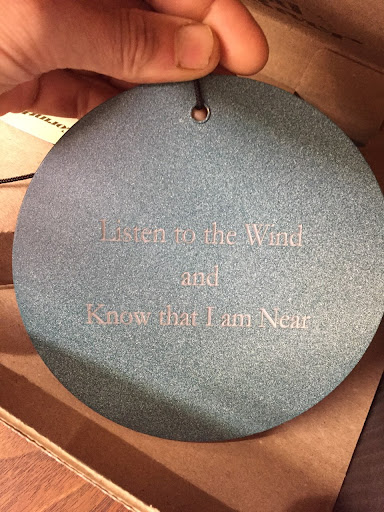 Listen to the Wind
and
Know that I am Near